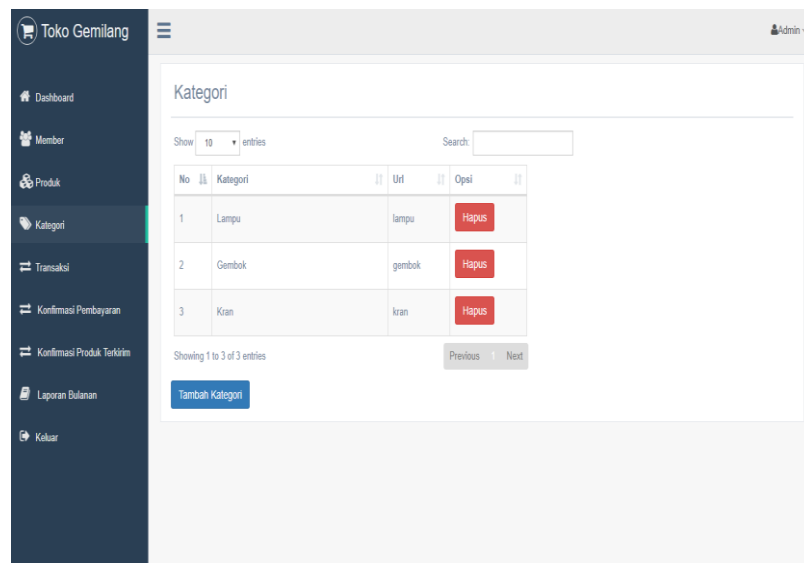 Toko Gemilang
Admin
Dashboard
Member
Produk
Kategori
Transaksi
Konfirmasi Pembayaran
Konfirmasi Produk Terkirim
Laporan Bulanan
Keluar
Kategori
Show 10 entries Search:
No Kategori Url Opsi
1 Lampu lampu Hapus
2 Gembok gembok Hapus
3 Kran kran Hapus
Showing 1 to 3 of 3 entries Previous 1 Next
Tambah Kategori